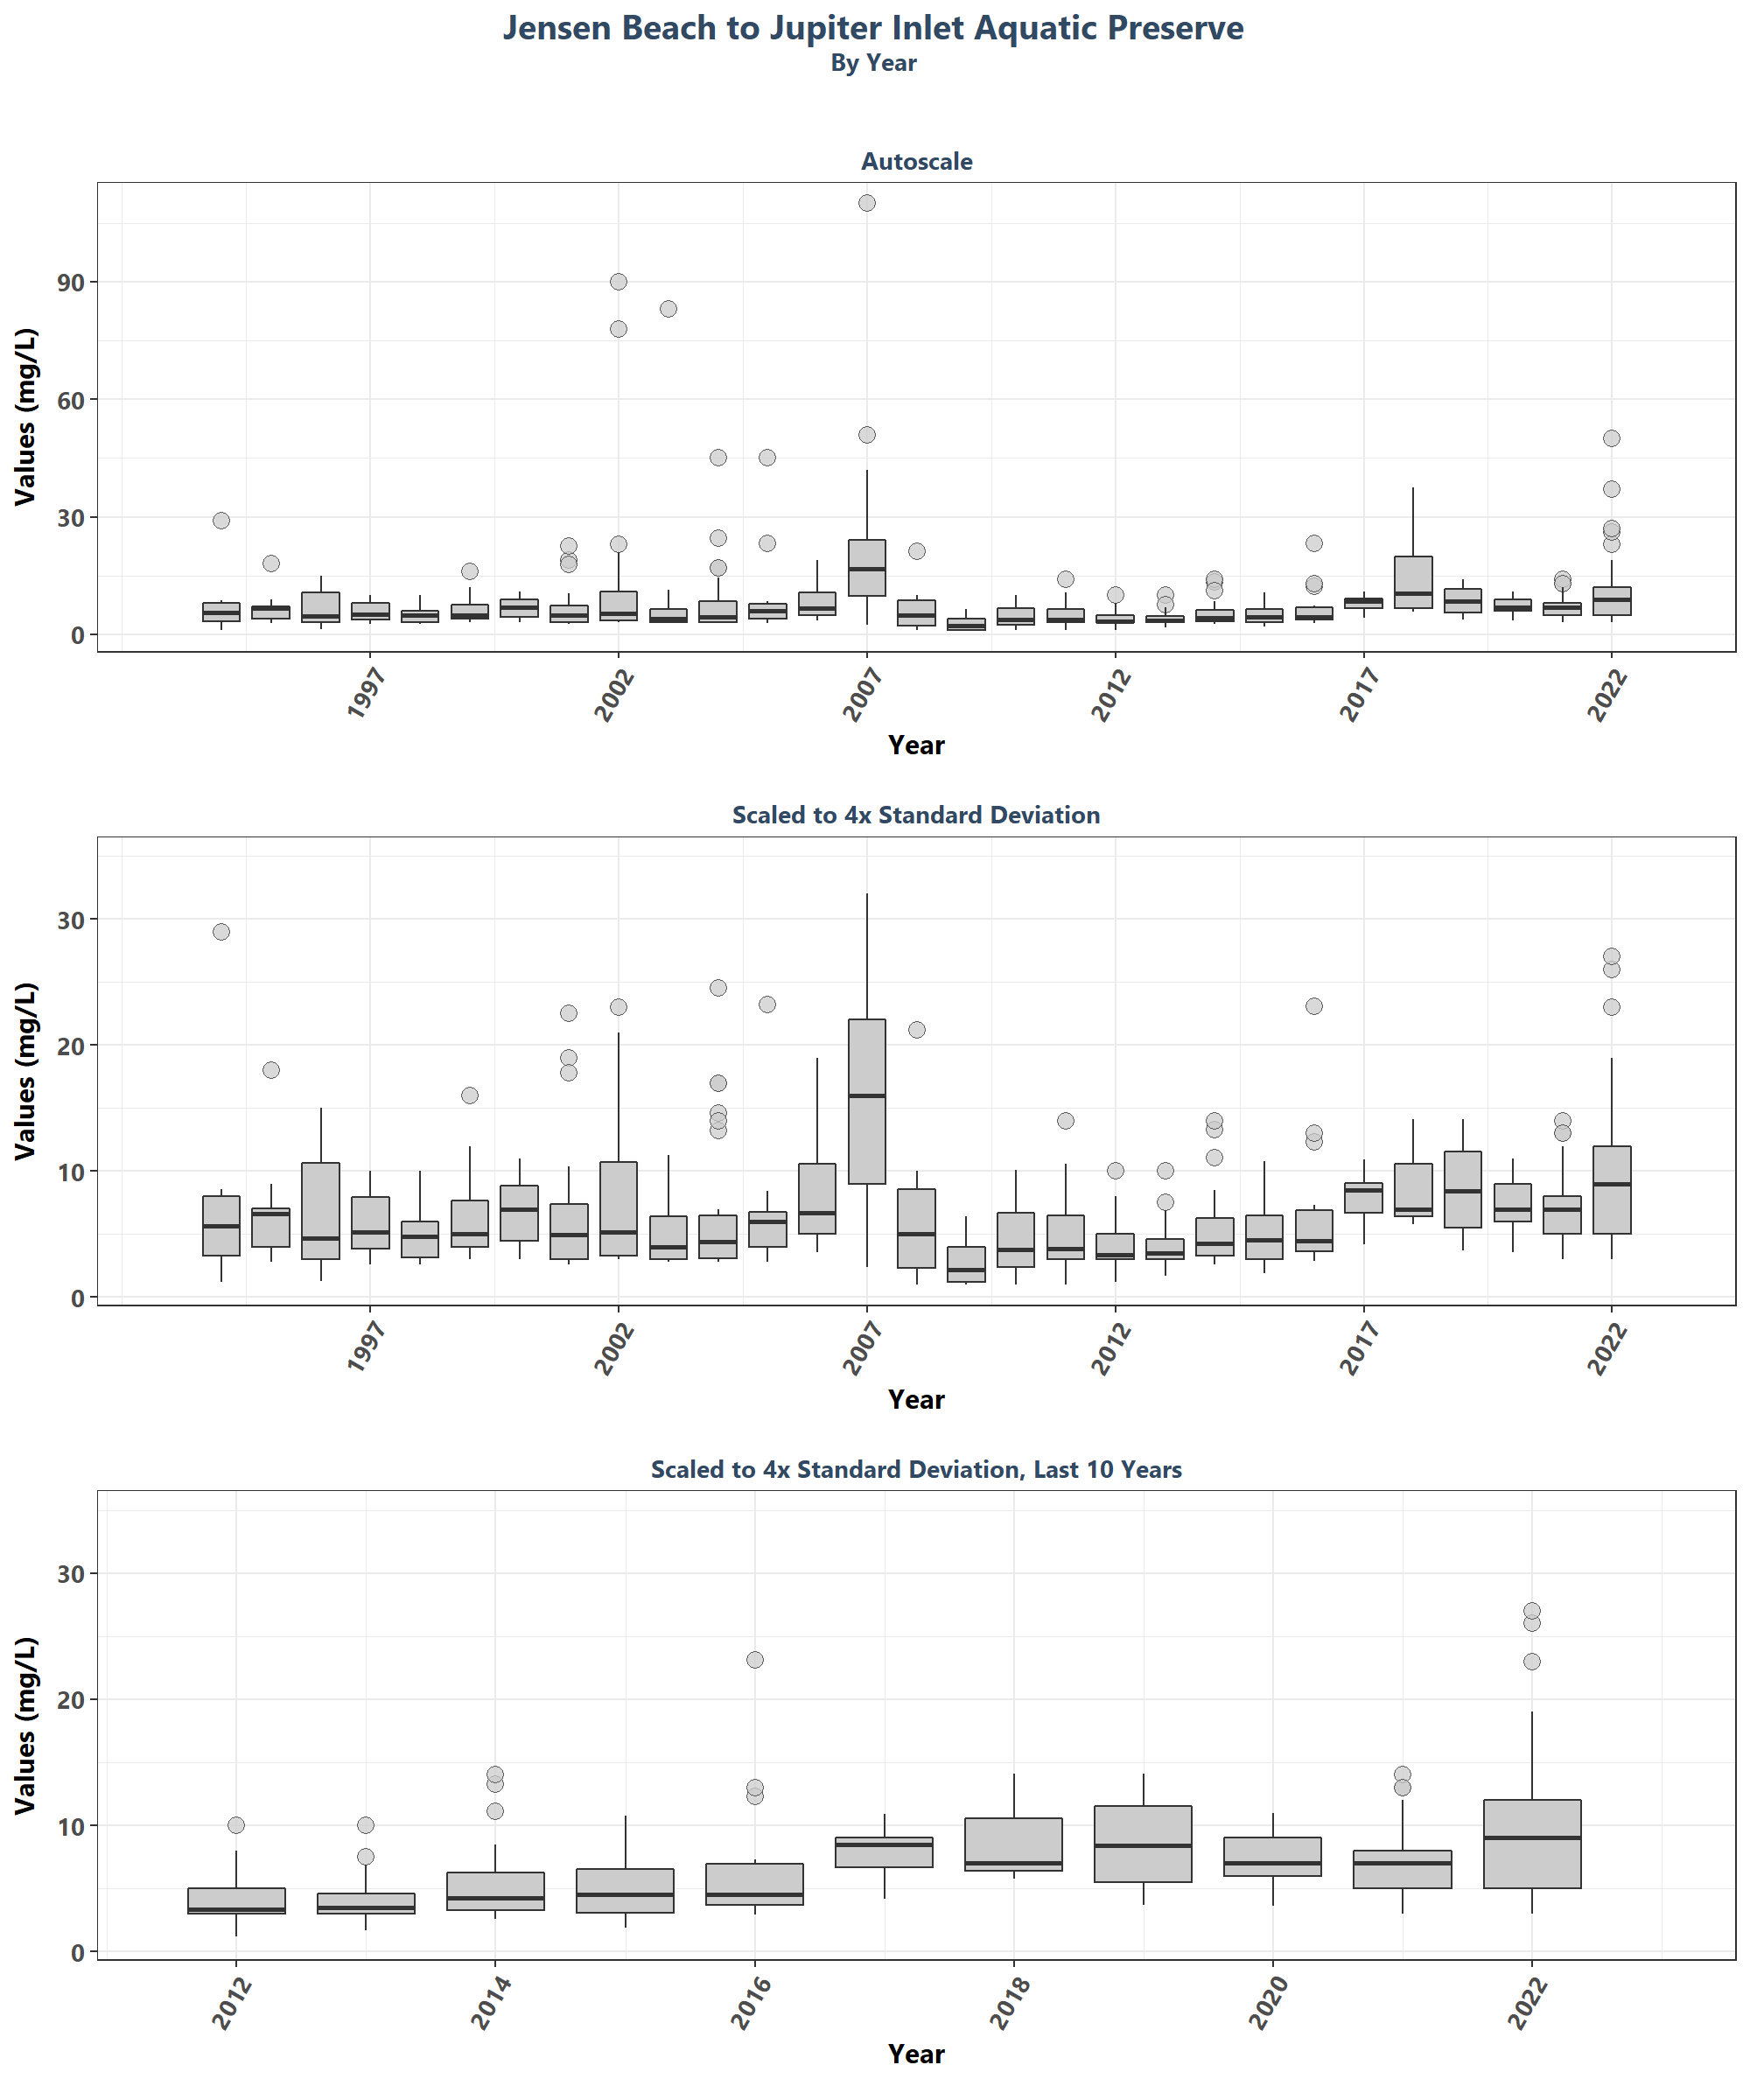 Jensen Beach to Jupiter Inlet Aquatic Preserve
By Year
Autoscale
Values (mg/L)
90
60
30
0
1997
2002
2007
2012
2017
2022
Year
Scaled to 4x Standard Deviation
Values (mg/L)
30
20
10
0
1997
2002
2007
2012
2017
2022
Year
Scaled to 4x Standard Deviation, Last 10 Years
Values (mg/L)
30
20
10
0
2012
2014
2016
2018
2020
2022
Year